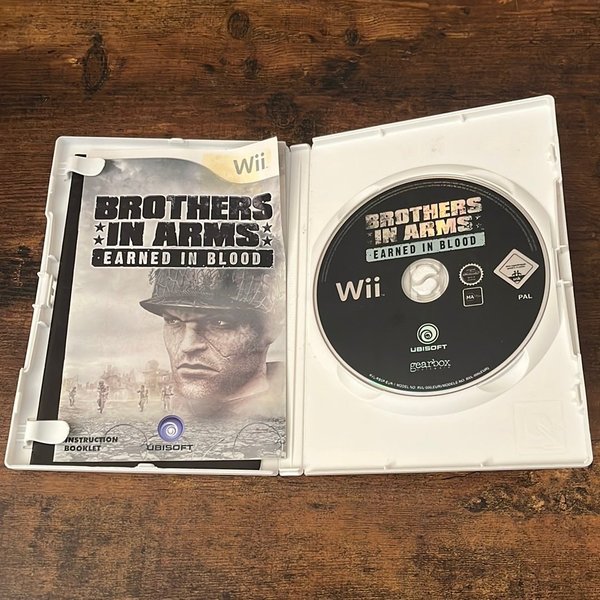 Wii
BROTHERS
IN ARMS
EARNED IN BLOOD
INSTRUCTION
BOOKLET
UBISOFT
BROTHERS
IN ARMS
EARNED IN BLOOD
Wii
MA
PAL
UBISOFT
gearbox
software